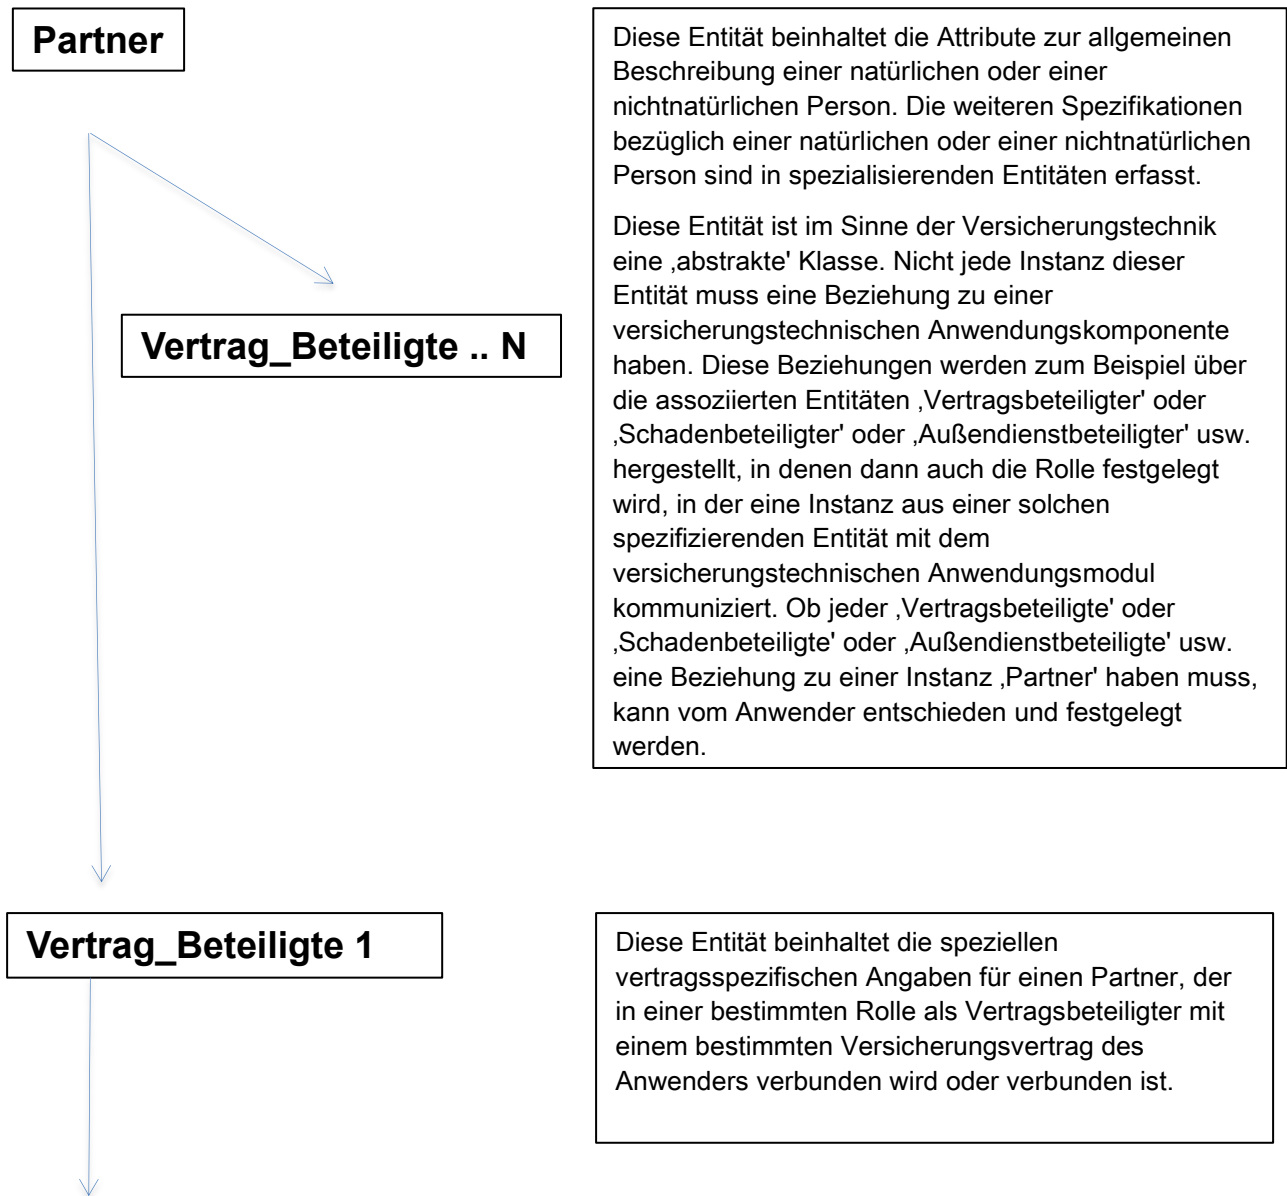 Partner
Diese Entität beinhaltet die Attribute zur allgemeinen
Beschreibung einer natürlichen oder einer
nichtnatürlichen Person. Die weiteren Spezifikationen
bezüglich einer natürlichen oder einer nichtnatürlichen
Person sind in spezialisierenden Entitäten erfasst.
Diese Entität ist im Sinne der Versicherungstechnik
eine ‚abstrakte' Klasse. Nicht jede Instanz dieser
Entität muss eine Beziehung zu einer
versicherungstechnischen Anwendungskomponente
haben. Diese Beziehungen werden zum Beispiel über
die assoziierten Entitäten ‚Vertragsbeteiligter' oder
‚Schadenbeteiligter' oder ‚Außendienstbeteiligter' usw.
hergestellt, in denen dann auch die Rolle festgelegt
wird, in der eine Instanz aus einer solchen
spezifizierenden Entität mit dem
versicherungstechnischen Anwendungsmodul
kommuniziert. Ob jeder ‚Vertragsbeteiligte' oder
‚Schadenbeteiligte' oder ‚Außendienstbeteiligte' usw.
eine Beziehung zu einer Instanz ‚Partner' haben muss,
kann vom Anwender entschieden und festgelegt
werden.
Vertrag_Beteiligte .. N
Vertrag_Beteiligte 1
Diese Entität beinhaltet die speziellen
vertragsspezifischen Angaben für einen Partner, der
in einer bestimmten Rolle als Vertragsbeteiligter mit
einem bestimmten Versicherungsvertrag des
Anwenders verbunden wird oder verbunden ist.